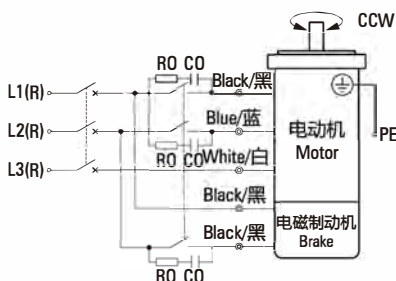 CCW
RO CO
Black/黑
L1(R)
Blue/蓝
L2(R)
电动机
PE
RO CO
Motor
White/白
L3(R)
Black/黑
电磁制动机
Black/黑
Brake
RO CO